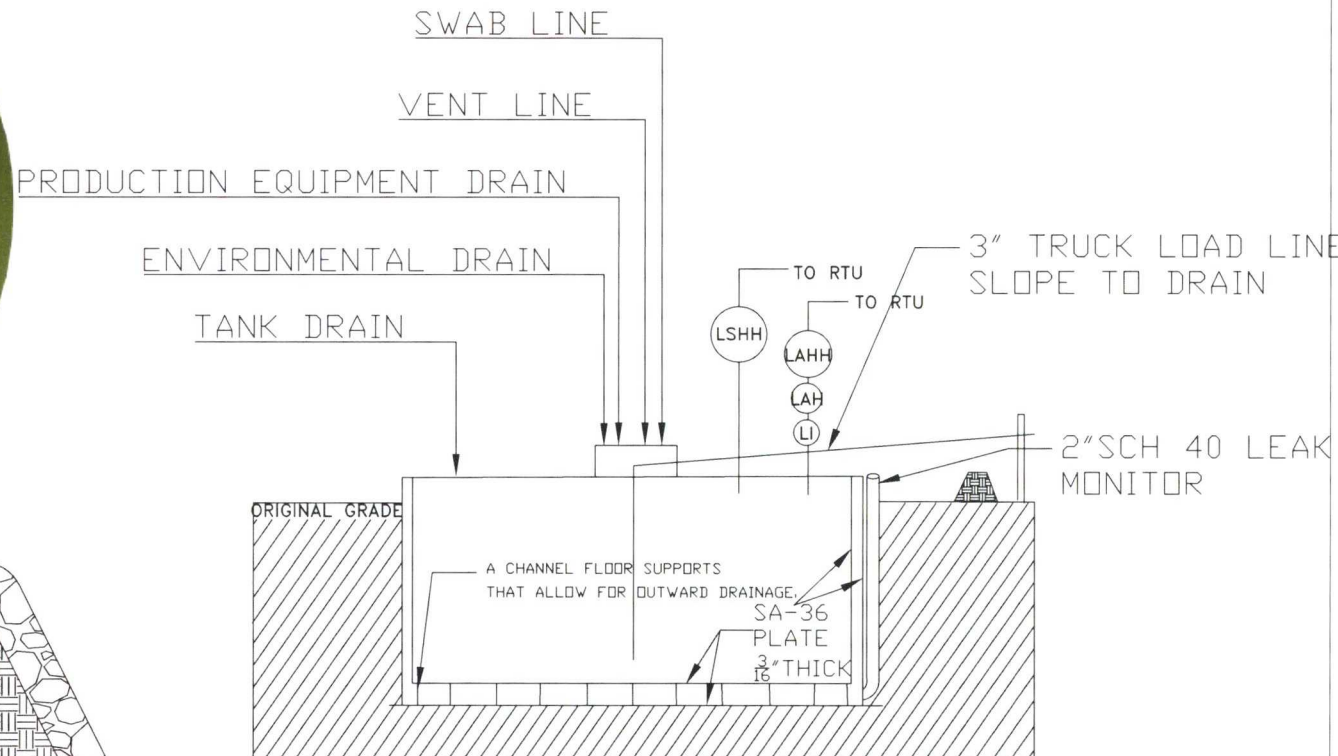 SWAB LINE
VENT LINE
PRODUCTION EQUIPMENT DRAIN
ENVIRONMENTAL DRAIN
TANK DRAIN
TO RTU
TO RTU
3" TRUCK LOAD LINE
SLOPE TO DRAIN
LSHH
LAHH
LAH
LI
2"SCH 40 LEAK
MONITOR
ORIGINAL GRADE
A CHANNEL FLOOR SUPPORTS
THAT ALLOW FOR OUTWARD DRAINAGE.
SA-36
PLATE
3/16" THICK